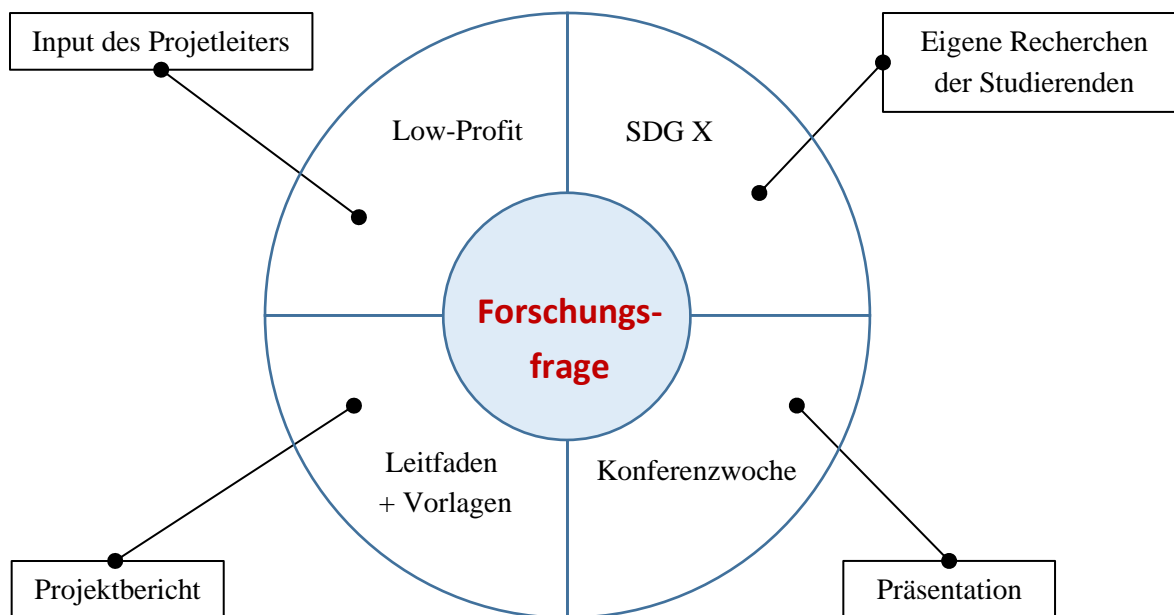 Input des Projetleiters
Eigene Recherchen
der Studierenden
Low-Profit
SDG X
Forschungs-
frage
Leitfaden
+ Vorlagen
Konferenzwoche
Projektbericht
Präsentation